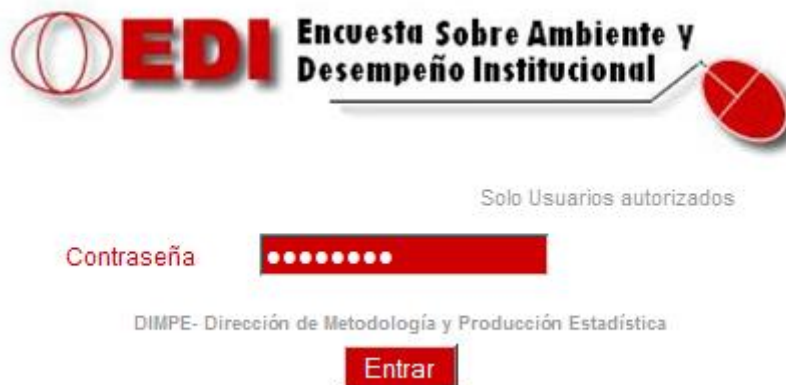 EDI Encuesta Sobre Ambiente y
Desempeño Institucional
Solo Usuarios autorizados
Contraseña ••••••••
DIMPE- Dirección de Metodología y Producción Estadística
Entrar